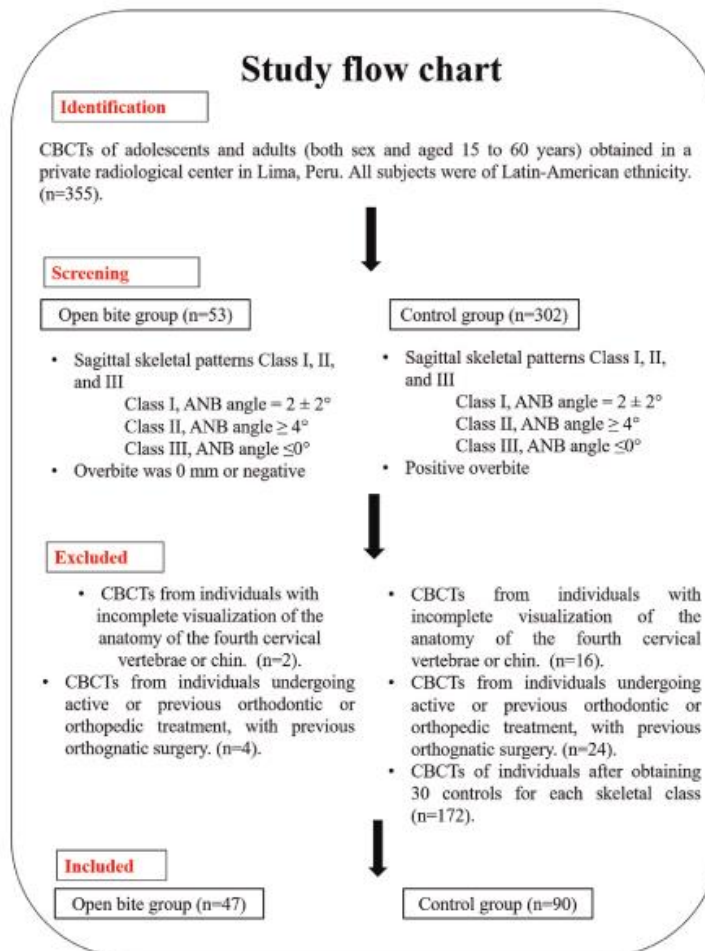 Study flow chart
Identification
CBCTs of adolescents and adults (both sex and aged 15 to 60 years) obtained in a
private radiological center in Lima, Peru. All subjects were of Latin-American ethnicity.
(n=355).
Screening
Open bite group (n=53)
• Sagittal skeletal patterns Class I, II,
and III
Class I, ANB angle = 2 ± 2°
Class II, ANB angle ≥ 4°
Class III, ANB angle ≤0°
• Overbite was 0 mm or negative
Control group (n=302)
• Sagittal skeletal patterns Class I, II,
and III
Class I, ANB angle = 2 ± 2°
Class II, ANB angle ≥ 4°
Class III, ANB angle ≤0°
• Positive overbite
Excluded
• CBCTs from individuals with
incomplete visualization of the
anatomy of the fourth cervical
vertebrae or chin. (n=2).
• CBCTs from individuals undergoing
active or previous orthodontic or
orthopedic treatment, with previous
orthognatic surgery. (n=4).
• CBCTs from individuals with
incomplete visualization of the
anatomy of the fourth cervical
vertebrae or chin. (n=16).
• CBCTs from individuals undergoing
active or previous orthodontic or
orthopedic treatment, with previous
orthognatic surgery. (n=24).
• CBCTs of individuals after obtaining
30 controls for each skeletal class
(n=172).
Included
Open bite group (n=47)
Control group (n=90)